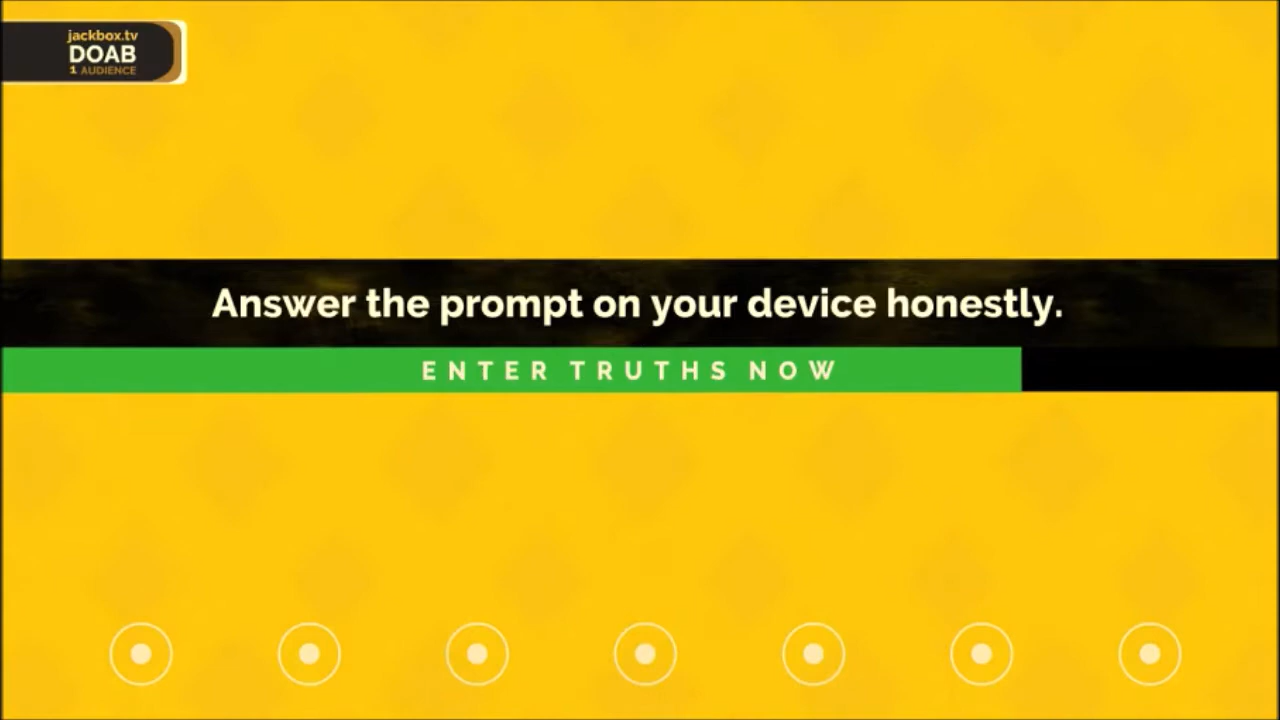 jackbox.tv
DOAB
1 AUDIENCE
Answer the prompt on your device honestly.
ENTER TRUTHS NOW